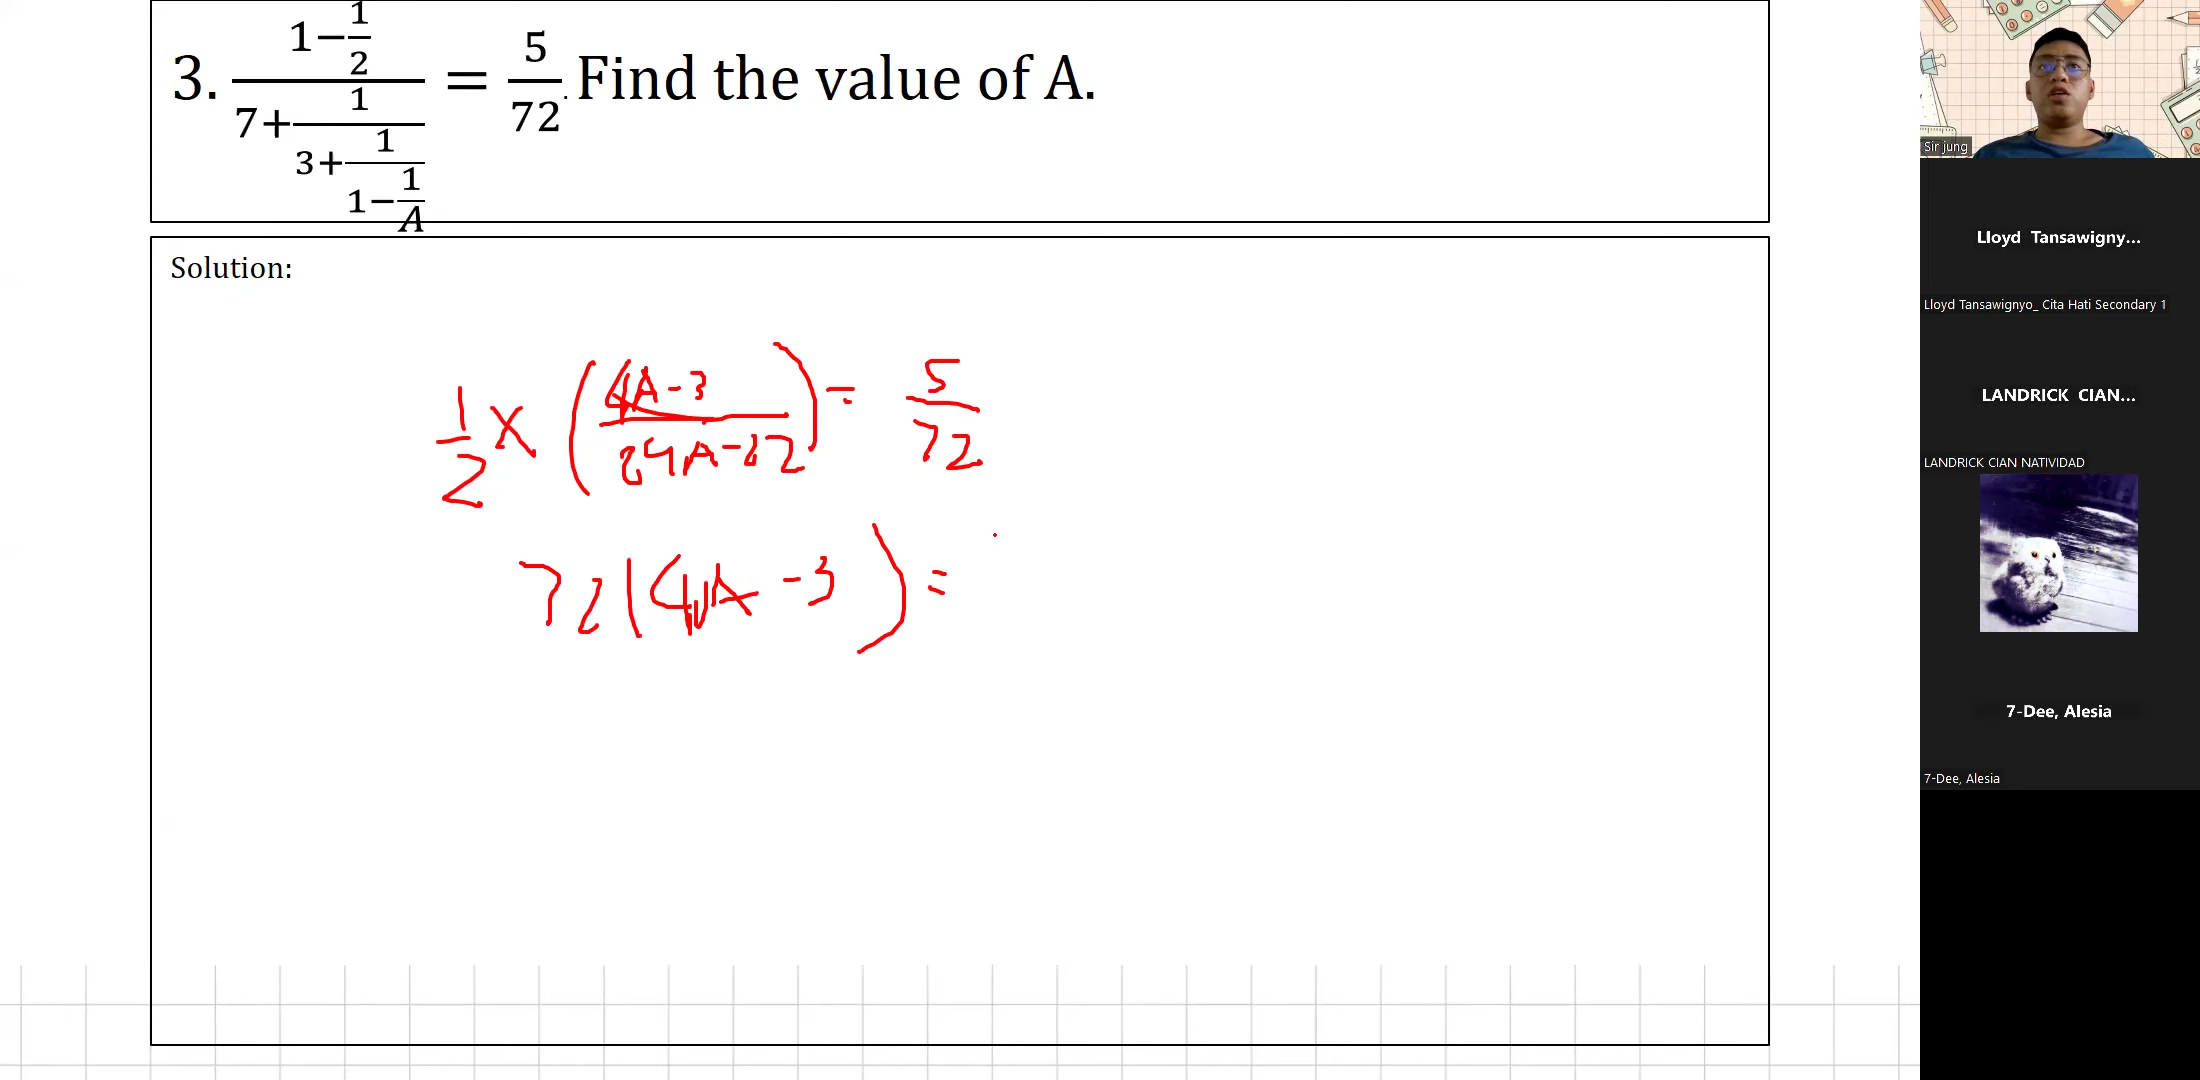 3. (1−1/2)/(7+1/(3+1/(1−1/A))) = 5/72. Find the value of A.
Solution:
1/2 x ((4A-3)/(24A-22)) = 5/72
72(4A-3) =
Sir jung
Lloyd Tansawigny...
Lloyd Tansawignyo_ Cita Hati Secondary 1
LANDRICK CIAN...
LANDRICK CIAN NATIVIDAD
7-Dee, Alesia
7-Dee, Alesia